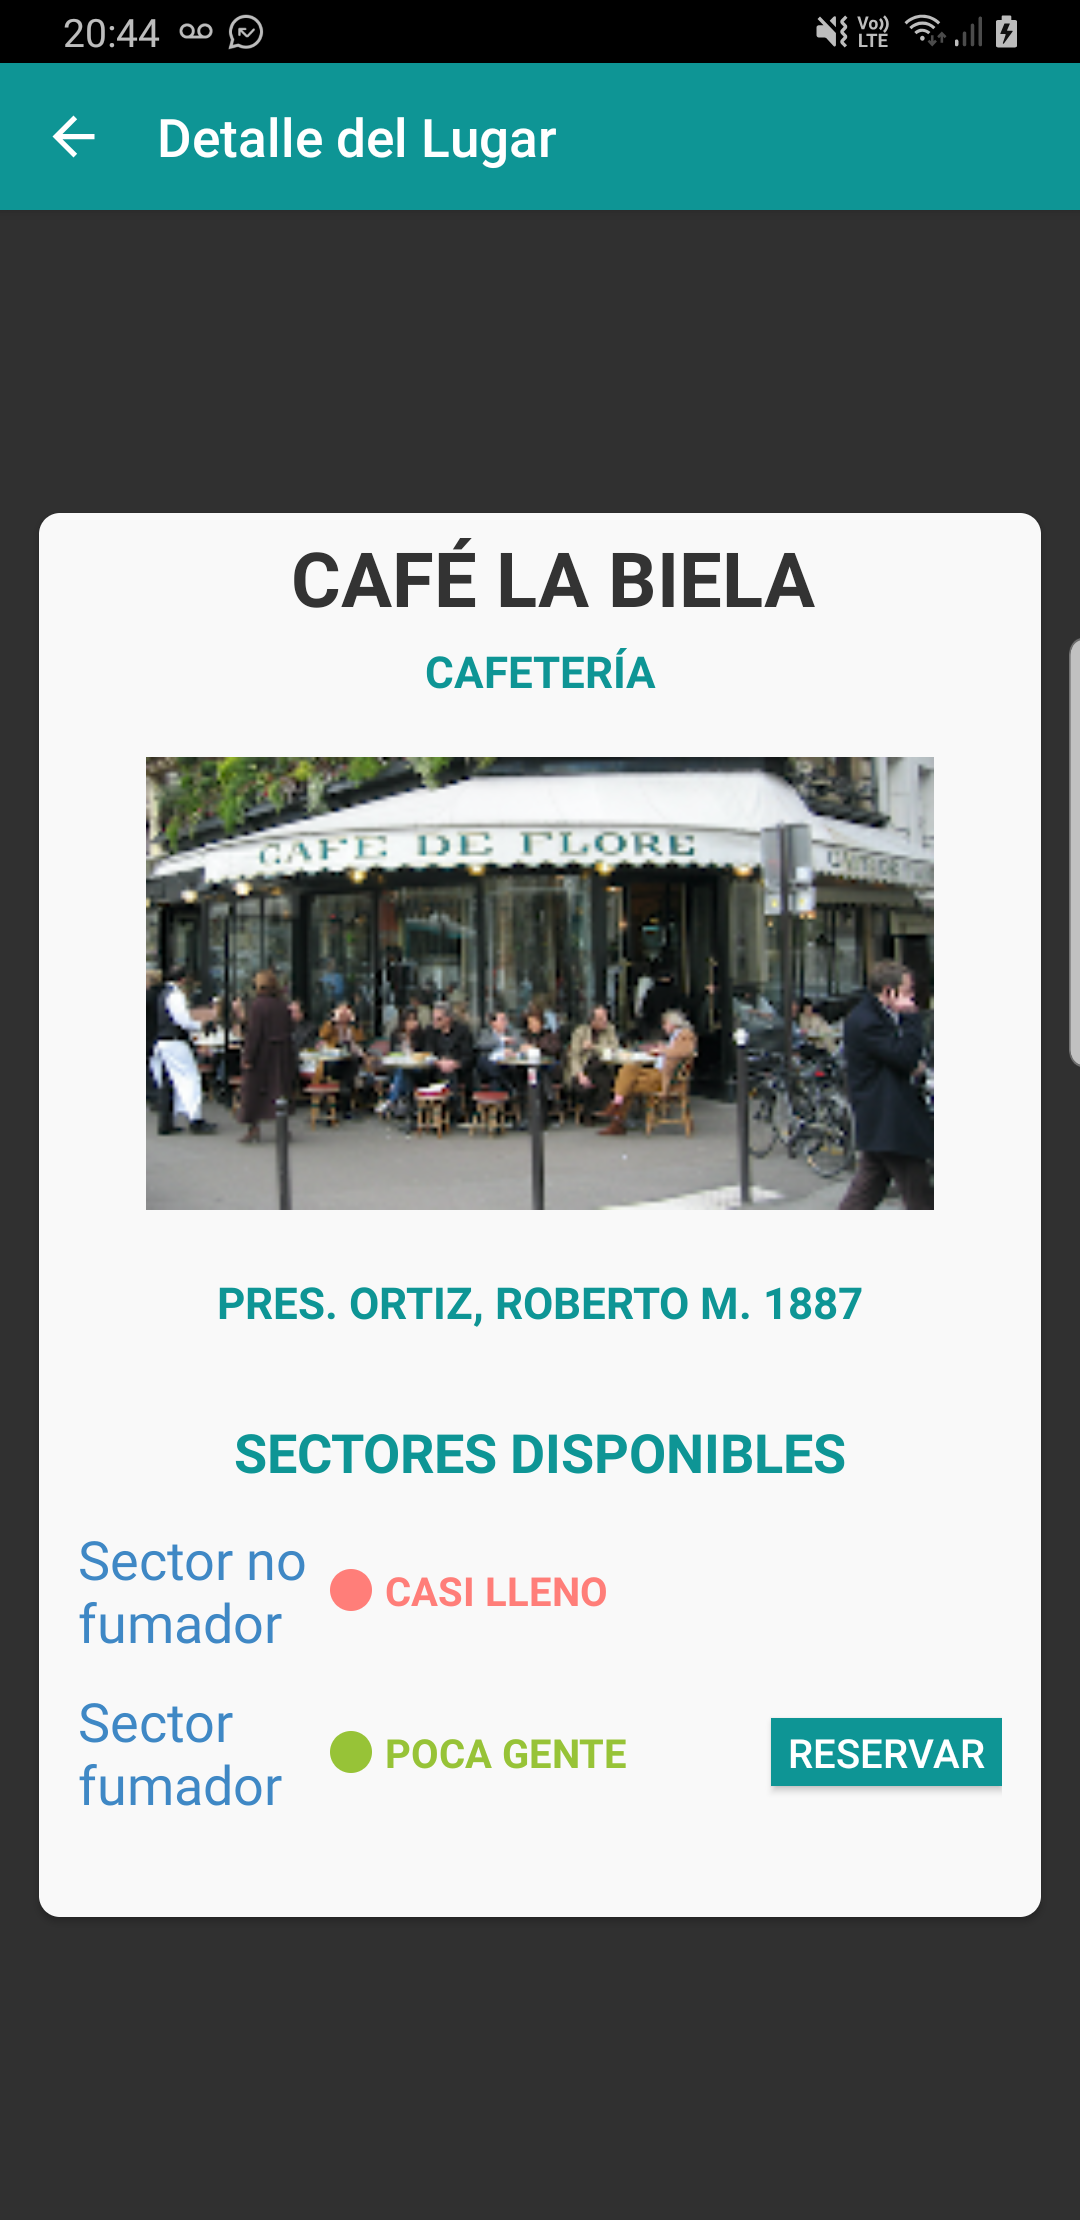 20:44
Vo)) LTE
Detalle del Lugar
CAFÉ LA BIELA
CAFETERÍA
CAFE DE FLORE
PRES. ORTIZ, ROBERTO M. 1887
SECTORES DISPONIBLES
Sector no
fumador
CASI LLENO
Sector
fumador
POCA GENTE
RESERVAR